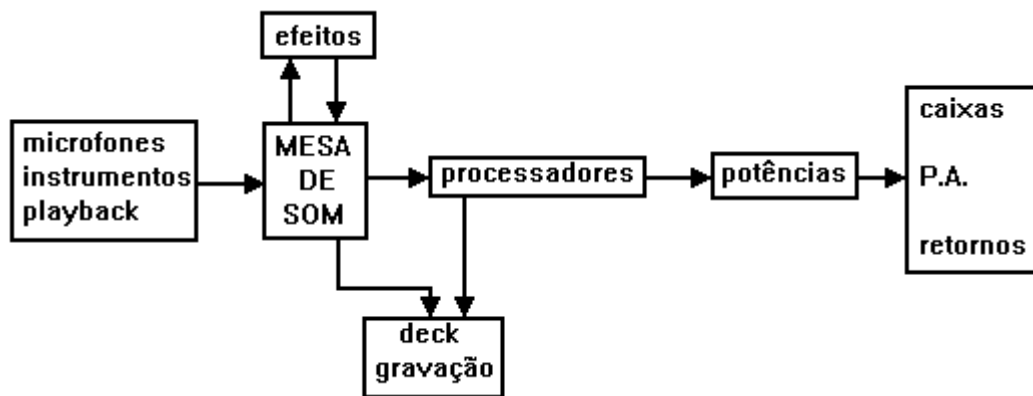 efeitos
microfones
instrumentos
playback
MESA
DE
SOM
processadores
potências
caixas
P.A.
retornos
deck
gravação